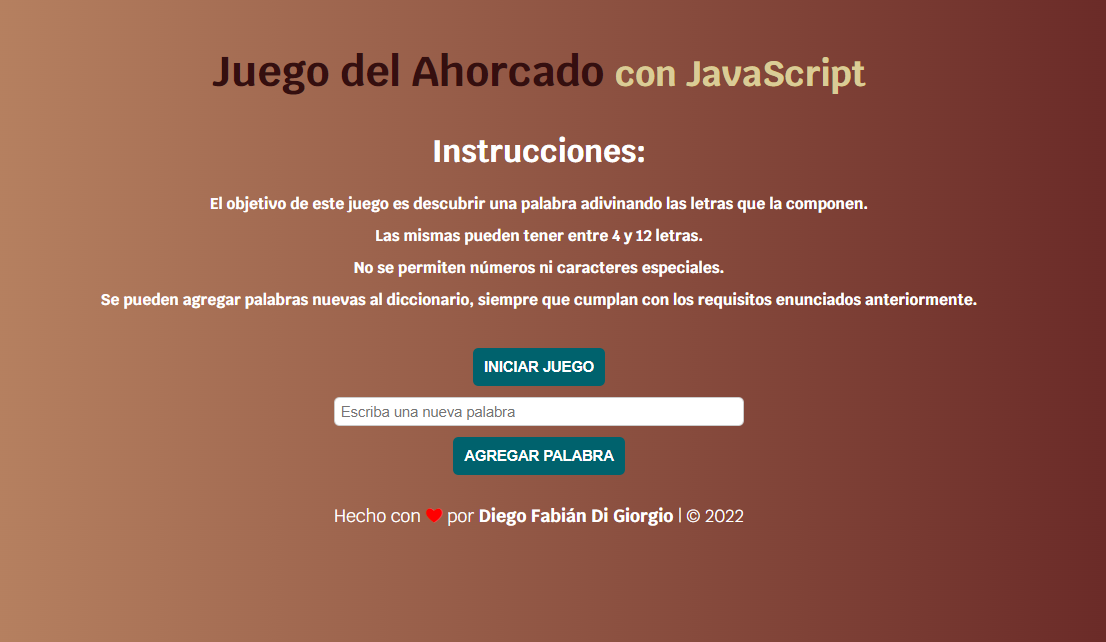 Juego del Ahorcado con JavaScript
Instrucciones:
El objetivo de este juego es descubrir una palabra adivinando las letras que la componen.
Las mismas pueden tener entre 4 y 12 letras.
No se permiten números ni caracteres especiales.
Se pueden agregar palabras nuevas al diccionario, siempre que cumplan con los requisitos enunciados anteriormente.
INICIAR JUEGO
Escriba una nueva palabra
AGREGAR PALABRA
Hecho con ❤ por Diego Fabián Di Giorgio | © 2022